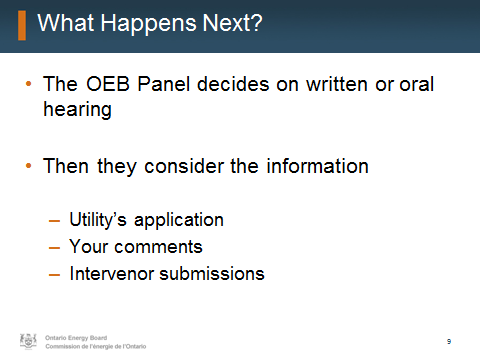 What Happens Next?
• The OEB Panel decides on written or oral
hearing
• Then they consider the information
– Utility’s application
– Your comments
– Intervenor submissions
Ontario Energy Board
Commission de l’énergie de l’Ontario
9